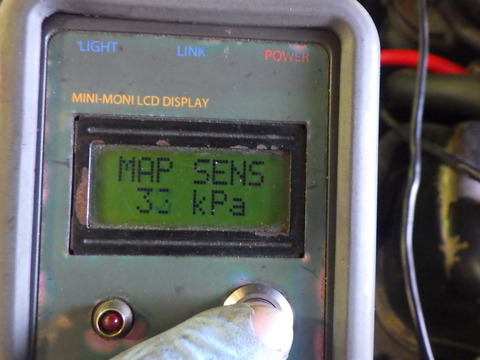 LIGHT LINK POWER
MINI-MONI LCD DISPLAY
MAP SENS
33 kPa